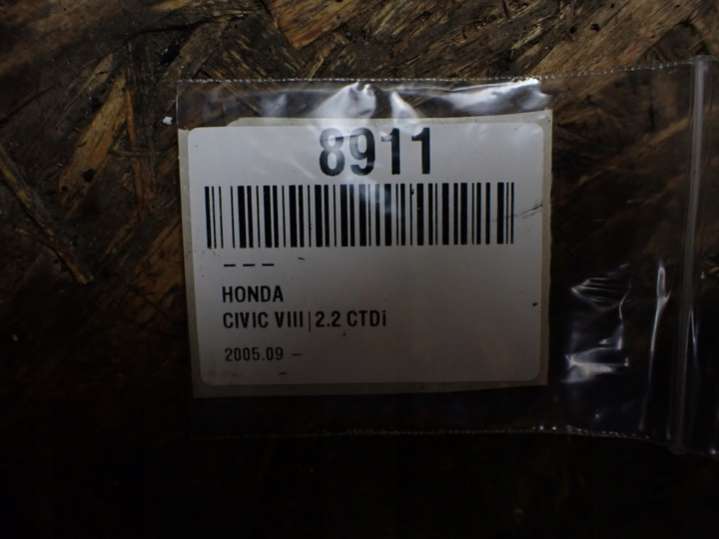 8911
– – –
HONDA
CIVIC VIII | 2.2 CTDi
2005.09 –